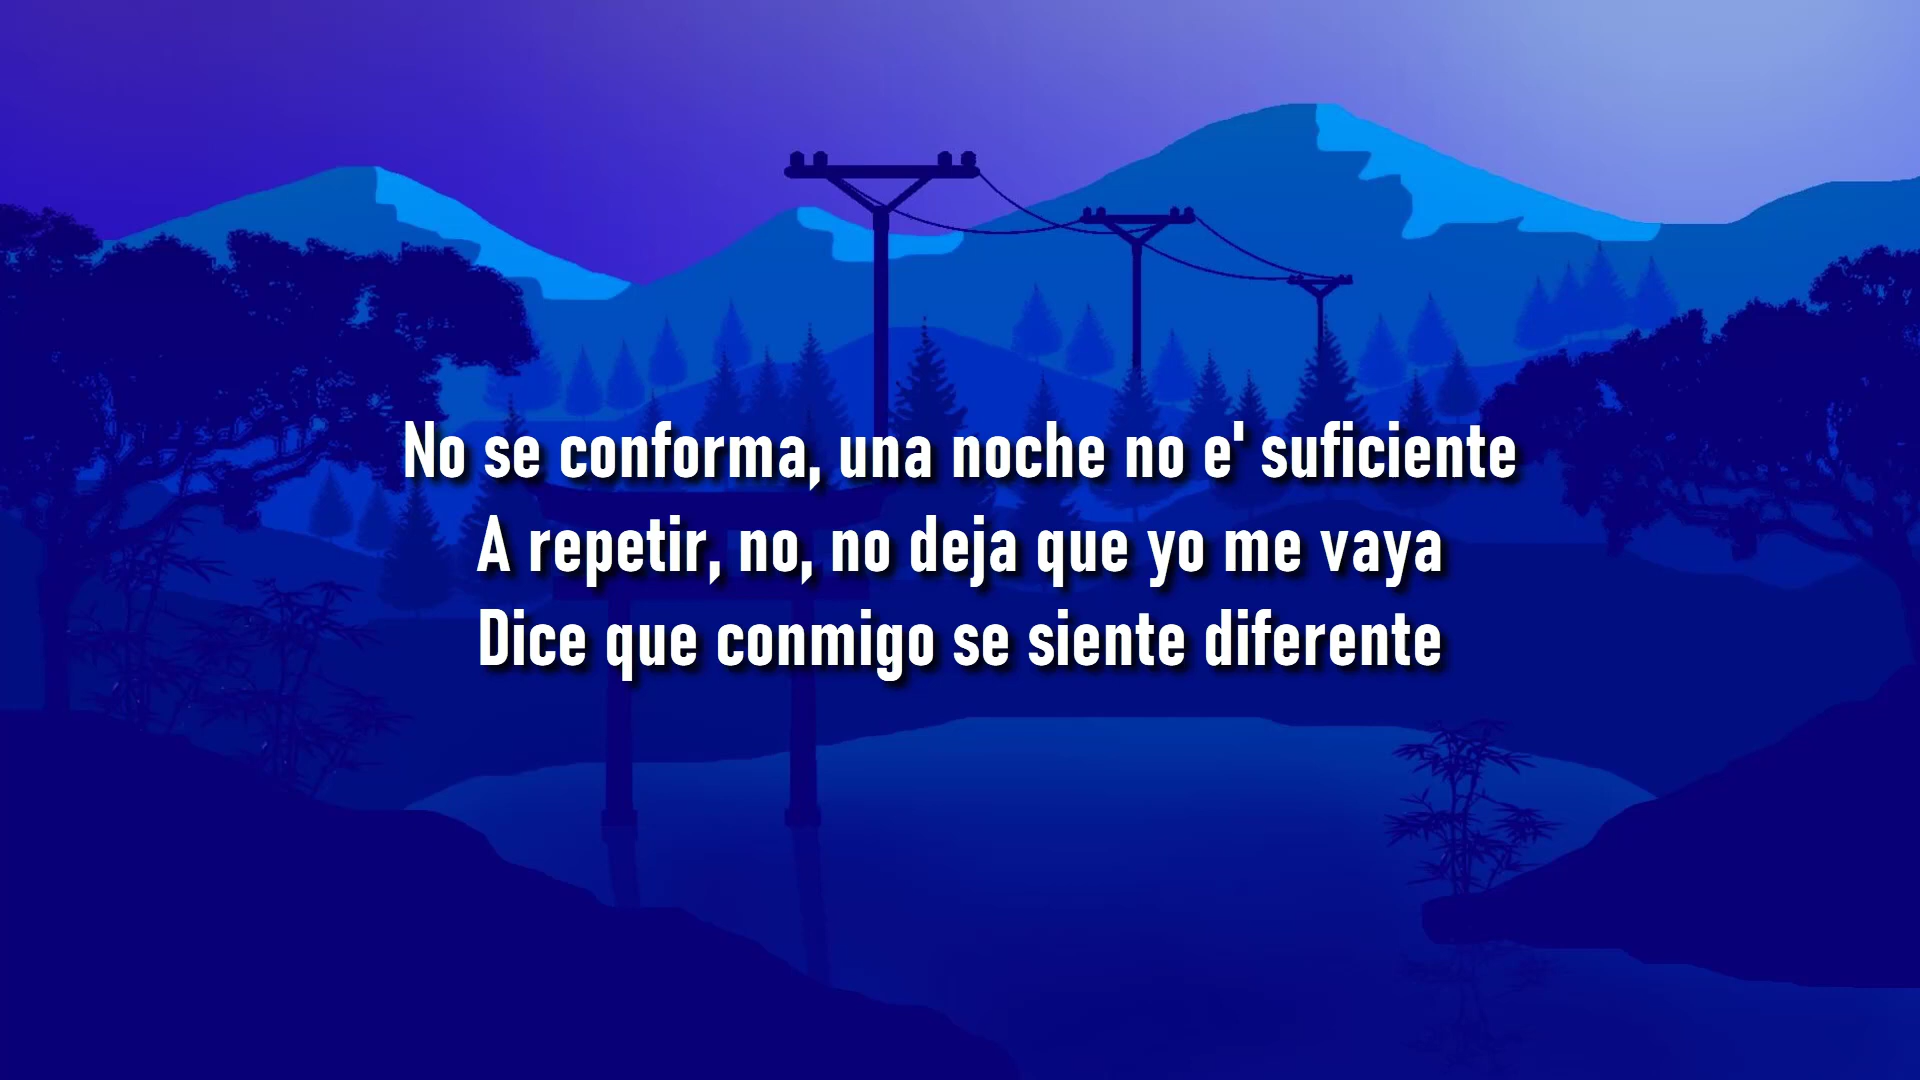 No se conforma, una noche no e' suficiente
A repetir, no, no deja que yo me vaya
Dice que conmigo se siente diferente